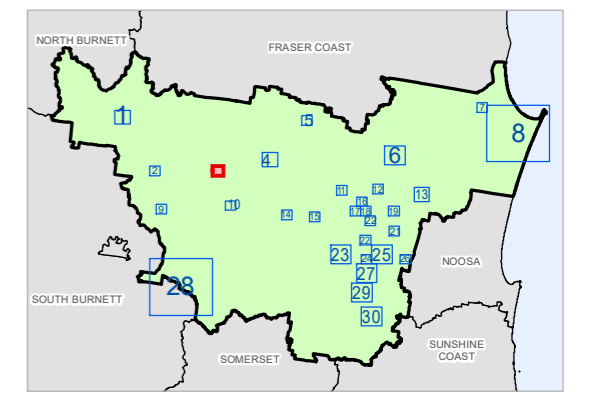 NORTH BURNETT
FRASER COAST
1
5
7
8
6
4
2
11
12
13
16
9
10
17 18 19
14
15
22
21
22
23
24 25 26
27
28
29
30
NOOSA
SOUTH BURNETT
SOMERSET
SUNSHINE
COAST